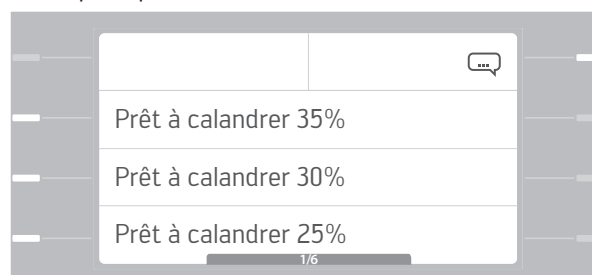 Prêt à calandrer 35%
Prêt à calandrer 30%
Prêt à calandrer 25%
1/6